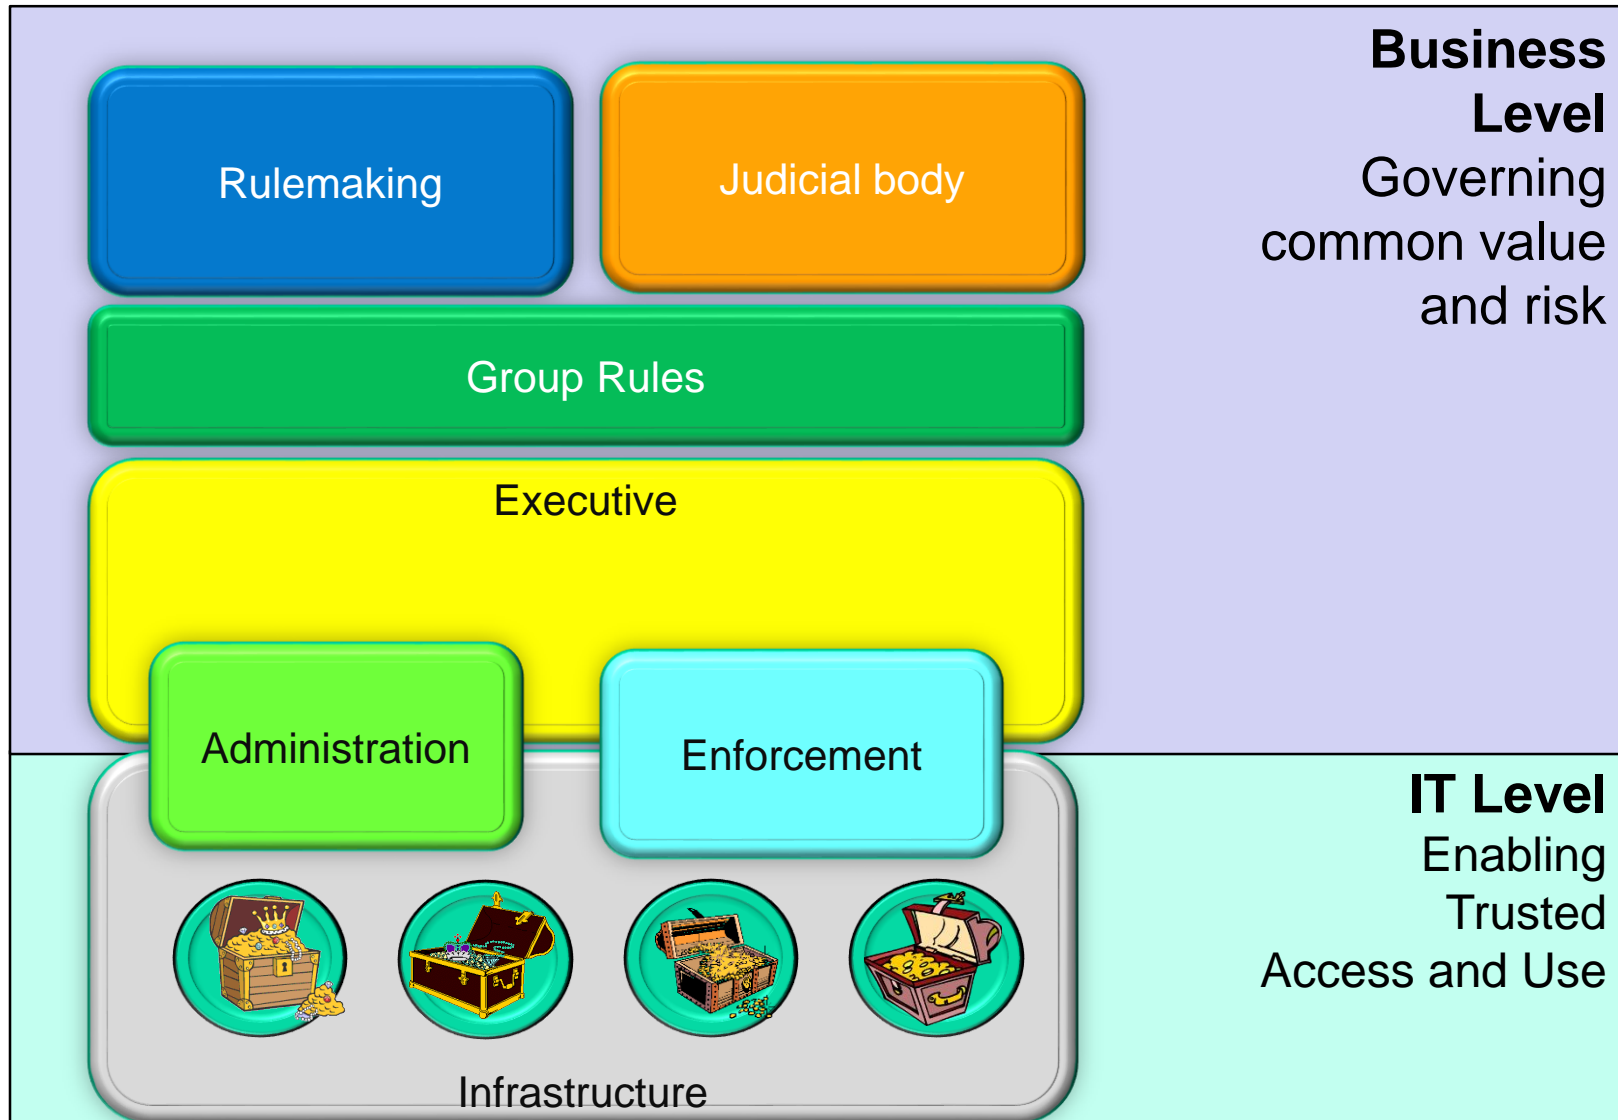 Business
Level
Governing
common value
and risk
Rulemaking
Judicial body
Group Rules
Executive
Administration
Enforcement
IT Level
Enabling
Trusted
Access and Use
Infrastructure